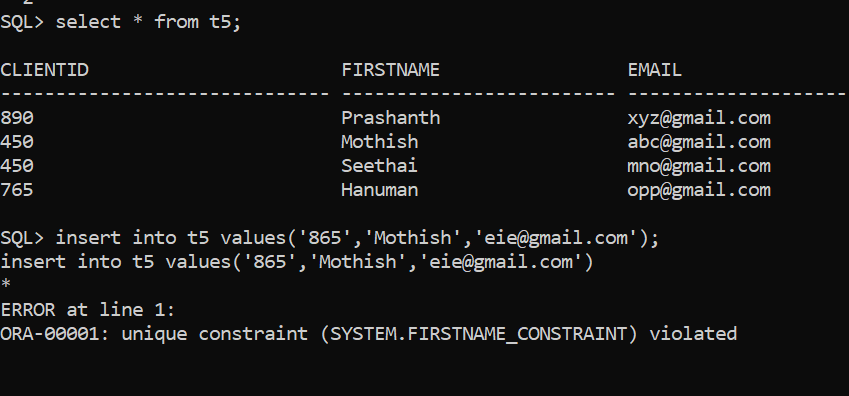 2
SQL> select * from t5;
CLIENTID FIRSTNAME EMAIL
------------------------------ ------------------------- --------------------
890 Prashanth xyz@gmail.com
450 Mothish abc@gmail.com
450 Seethai mno@gmail.com
765 Hanuman opp@gmail.com
SQL> insert into t5 values('865','Mothish','eie@gmail.com');
insert into t5 values('865','Mothish','eie@gmail.com')
*
ERROR at line 1:
ORA-00001: unique constraint (SYSTEM.FIRSTNAME_CONSTRAINT) violated